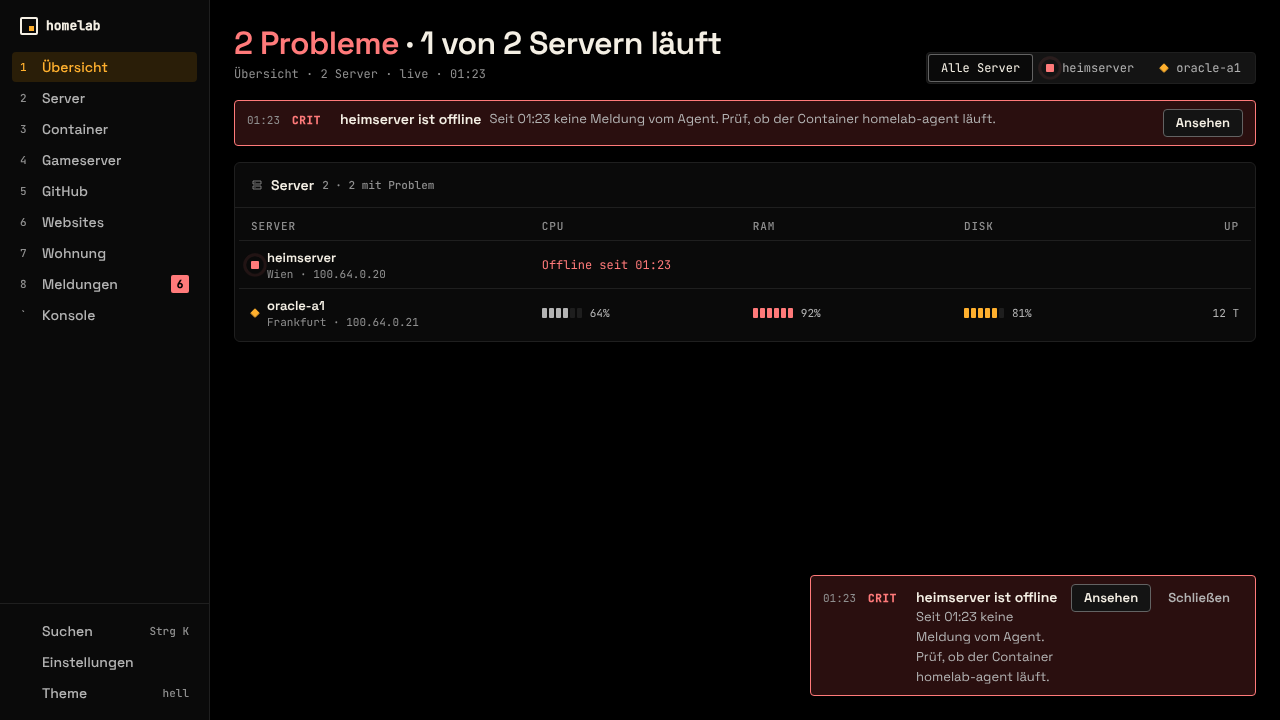 homelab
1 Übersicht
2 Server
3 Container
4 Gameserver
5 GitHub
6 Websites
7 Wohnung
8 Meldungen 6
` Konsole
Suchen Strg K
Einstellungen
Theme hell
2 Probleme · 1 von 2 Servern läuft
Übersicht · 2 Server · live · 01:23
Alle Server heimserver oracle-a1
01:23 CRIT heimserver ist offline Seit 01:23 keine Meldung vom Agent. Prüf, ob der Container homelab-agent läuft. Ansehen
Server 2 · 2 mit Problem
SERVER CPU RAM DISK UP
heimserver
Wien · 100.64.0.20
Offline seit 01:23
oracle-a1
Frankfurt · 100.64.0.21
64% 92% 81% 12 T
01:23 CRIT heimserver ist offline Ansehen Schließen
Seit 01:23 keine
Meldung vom Agent.
Prüf, ob der Container
homelab-agent läuft.